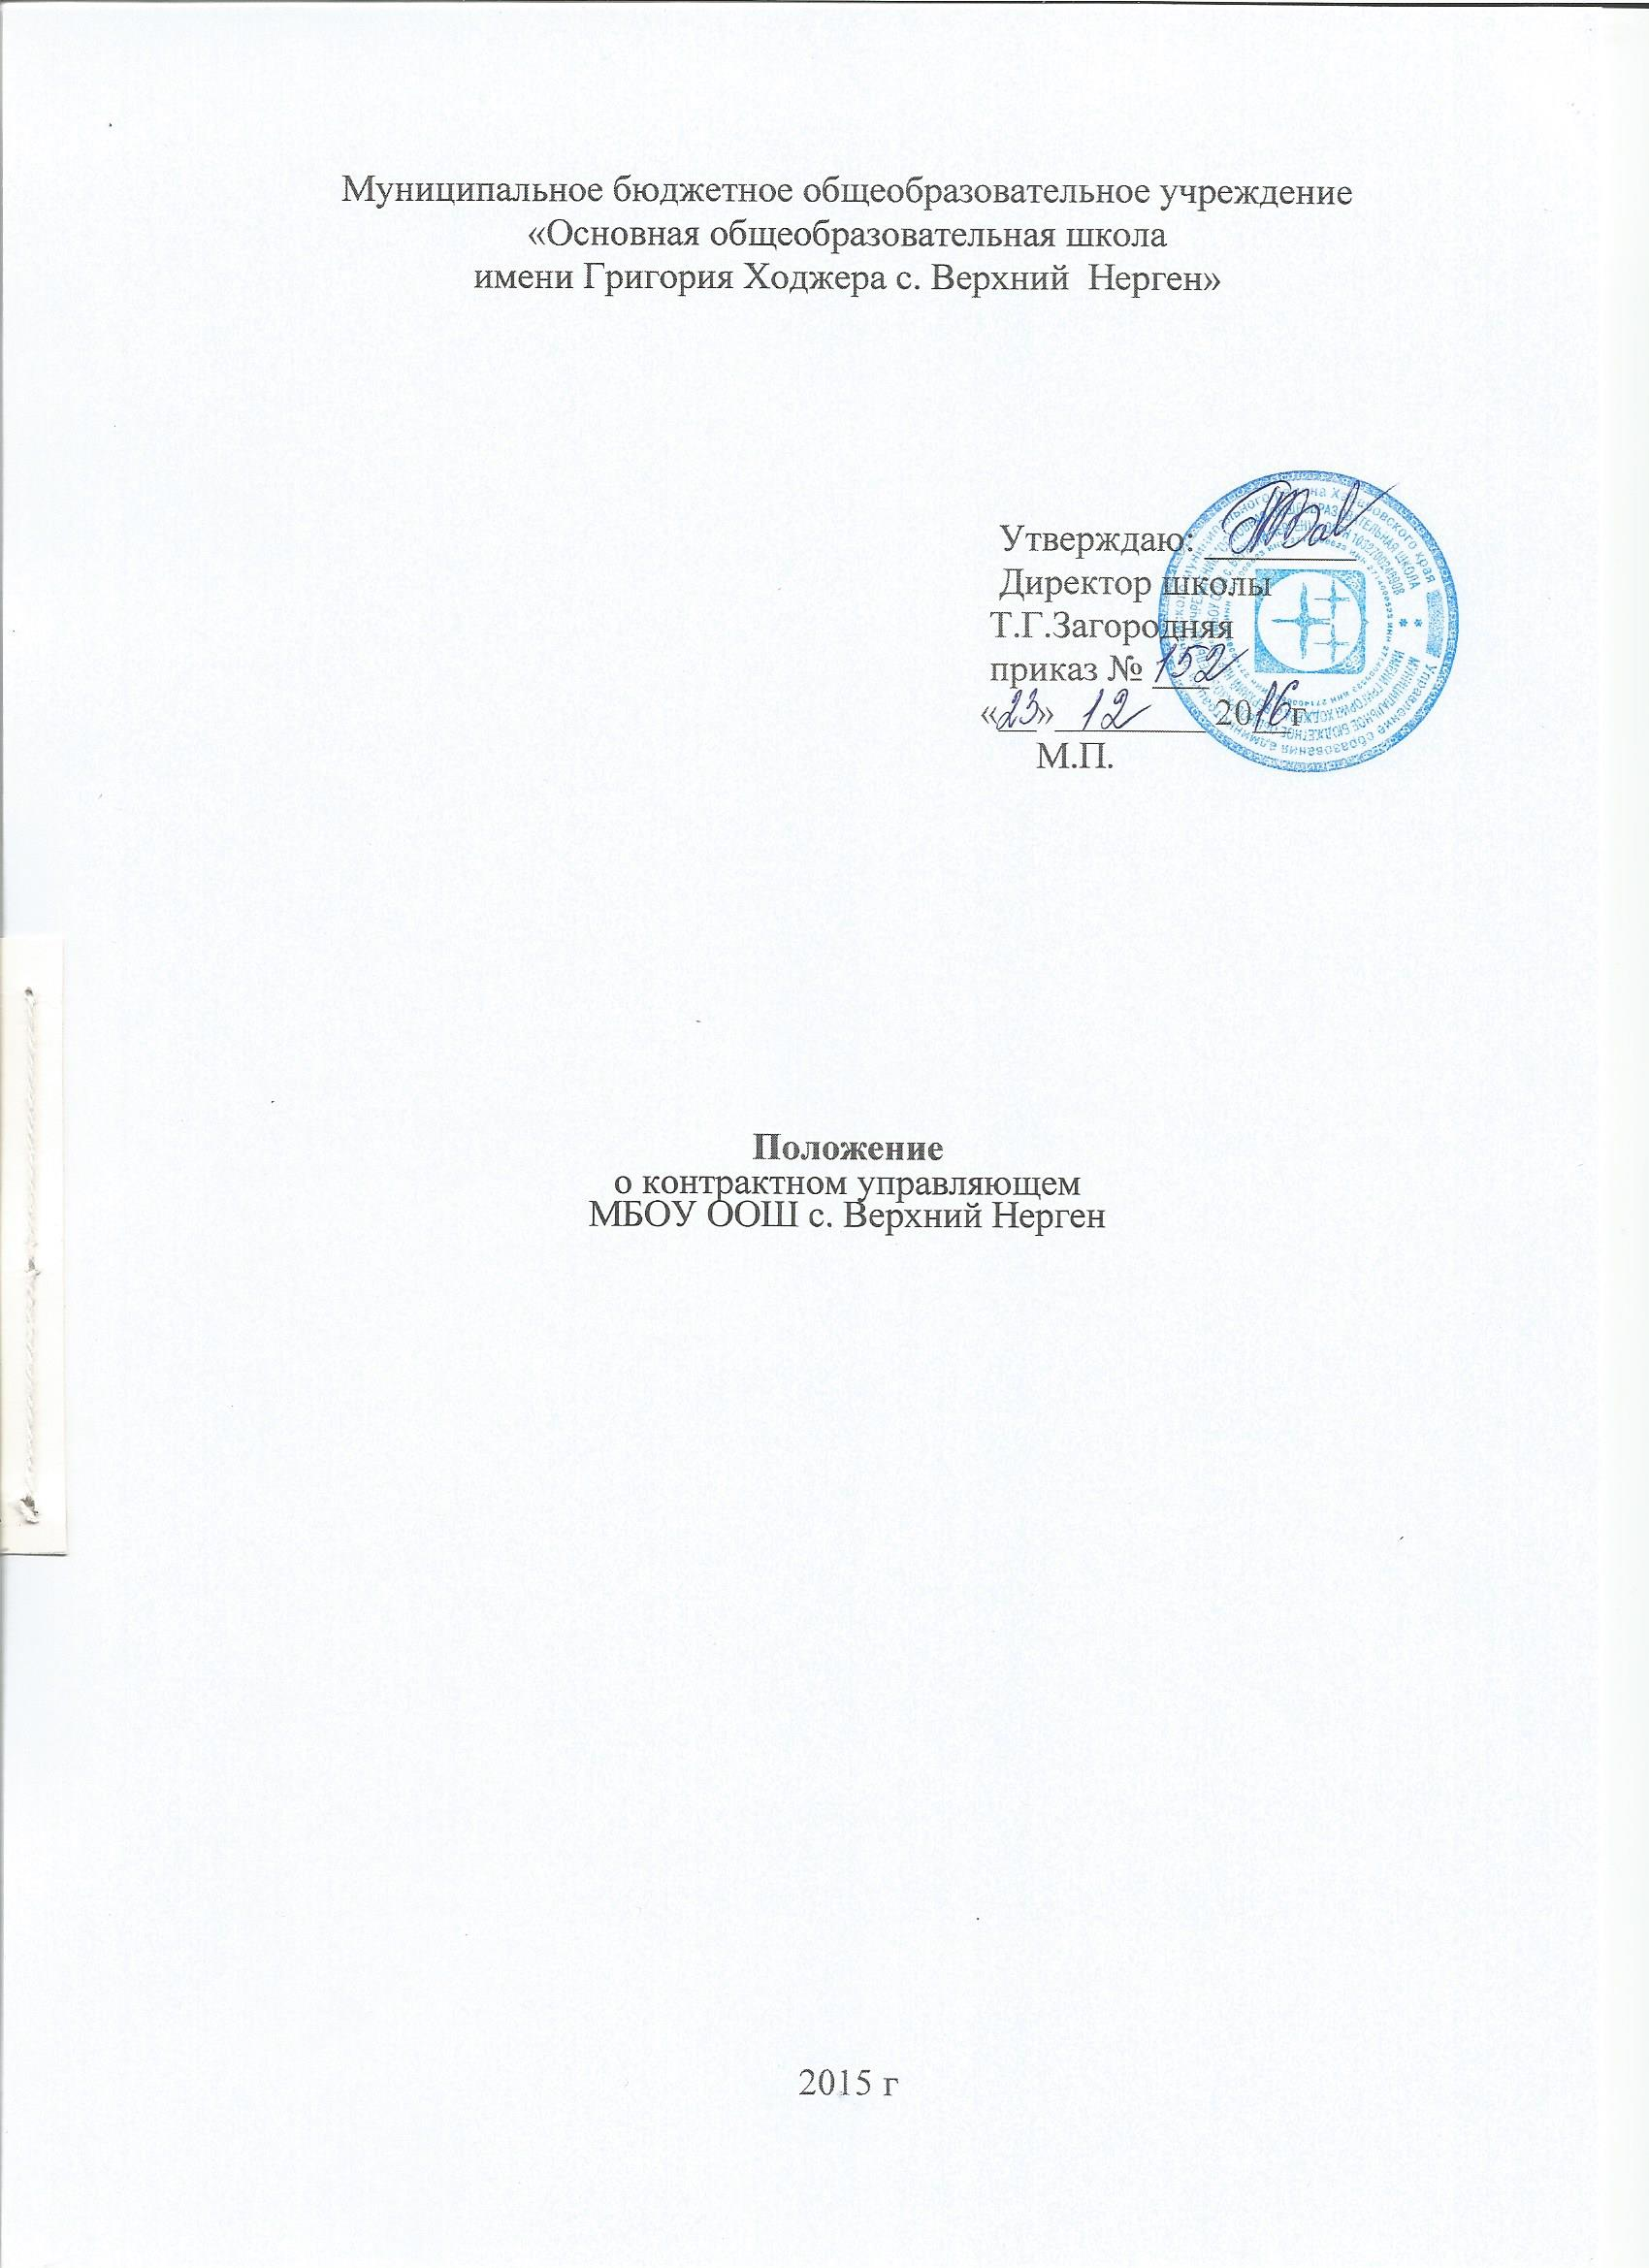 Муниципальное бюджетное общеобразовательное учреждение
«Основная общеобразовательная школа
имени Григория Ходжера с. Верхний Нерген»
Утверждаю:
Директор школы
Т.Г.Загородняя
приказ № 152
«23» 12 2016 г
М.П.
Положение
о контрактном управляющем
МБОУ ООШ с. Верхний Нерген
2015 г